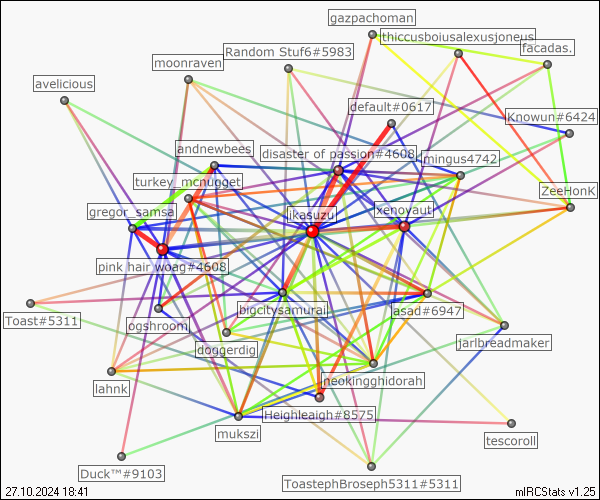 gazpachoman
thiccusboiusalexusjoneus
facadas.
Random Stuf6#5983
moonraven
avelicious
default#0617
Knowun#6424
andnewbees
disaster of passion#4608
mingus4742
turkey_mcnugget
ZeeHonK
gregor_samsa
likasuzu
xenovaut
pink hair woag#4608
bigcitysamurai
asad#6947
Toast#5311
ogshroom
jarlbreadmaker
doggerdig
lahnk
neokingghidorah
Heighleaigh#8575
mukszi
tescoroll
Duck™#9103
ToastephBroseph5311#5311
27.10.2024 18:41
mIRCStats v1.25